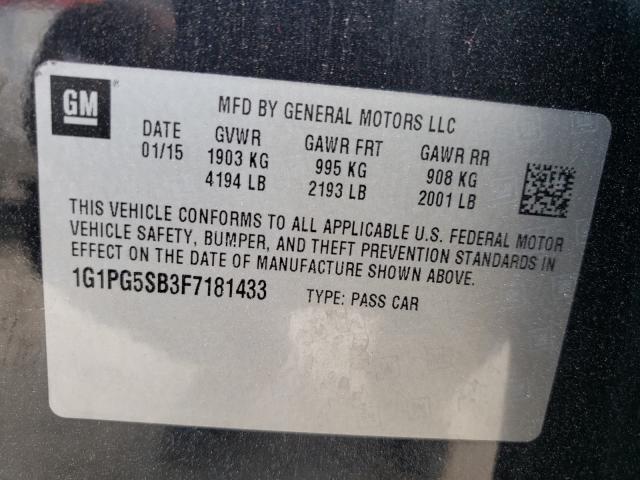 GM®
MFD BY GENERAL MOTORS LLC
DATE GVWR GAWR FRT GAWR RR
01/15 1903 KG 995 KG 908 KG
4194 LB 2193 LB 2001 LB
THIS VEHICLE CONFORMS TO ALL APPLICABLE U.S. FEDERAL MOTOR
VEHICLE SAFETY, BUMPER, AND THEFT PREVENTION STANDARDS IN
EFFECT ON THE DATE OF MANUFACTURE SHOWN ABOVE.
1G1PG5SB3F7181433 TYPE: PASS CAR